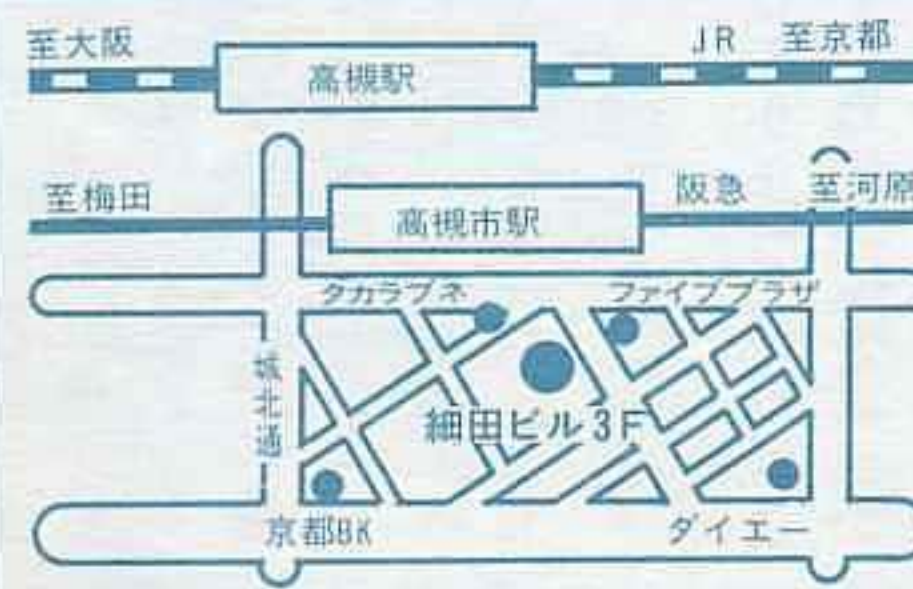 至大阪
高槻駅
JR 至京都
至梅田
高槻市駅
阪急
至河原
タカラブネ
ファイブプラザ
城北通
細田ビル3F
京都BK
ダイエー